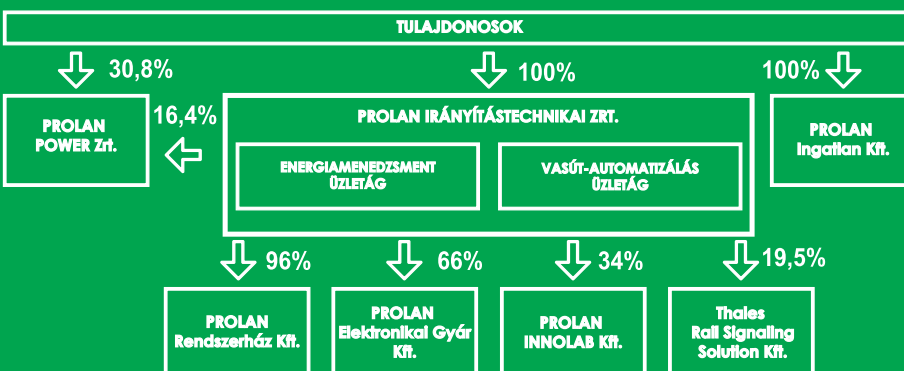 TULAJDONOSOK
30,8%
100%
100%
PROLAN
POWER Zrt.
16,4%
PROLAN IRÁNYÍTÁSTECHNIKAI ZRT.
ENERGIAMENEDZSMENT
ÜZLETÁG
VASÚT-AUTOMATIZÁLÁS
ÜZLETÁG
PROLAN
Ingatlan Kft.
96%
66%
34%
19,5%
PROLAN
Rendszerház Kft.
PROLAN
Elektronikai Gyár
Kft.
PROLAN
INNOLAB Kft.
Thales
Rail Signaling
Solution Kft.